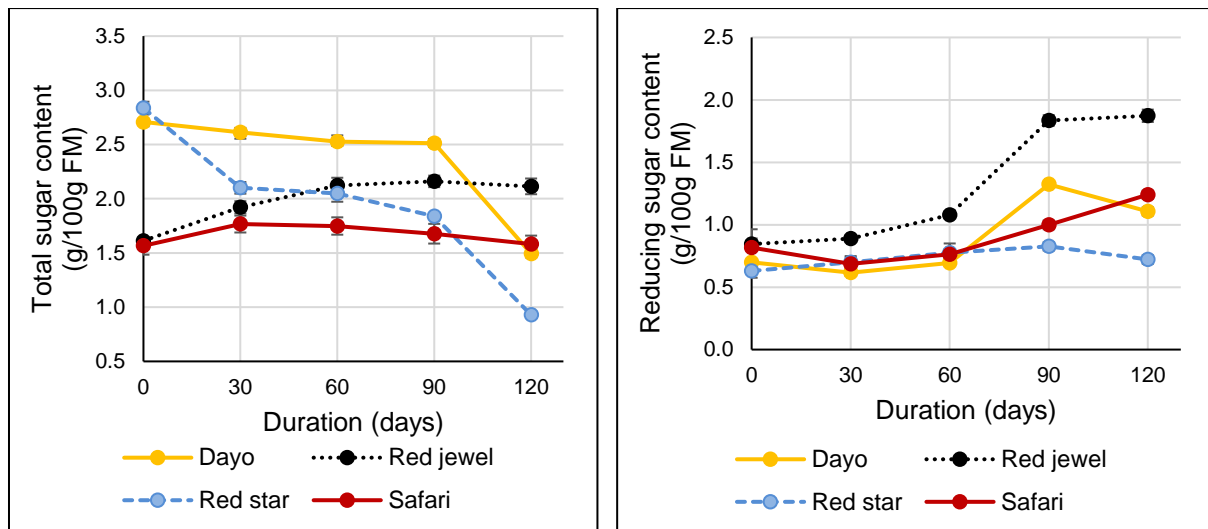 Total sugar content
(g/100g FM)
3.5
3.0
2.5
2.0
1.5
1.0
0.5
0 30 60 90 120
Duration (days)
Dayo Red jewel
Red star Safari
Reducing sugar content
(g/100g FM)
2.5
2.0
1.5
1.0
0.5
0.0
0 30 60 90 120
Duration (days)
Dayo Red jewel
Red star Safari